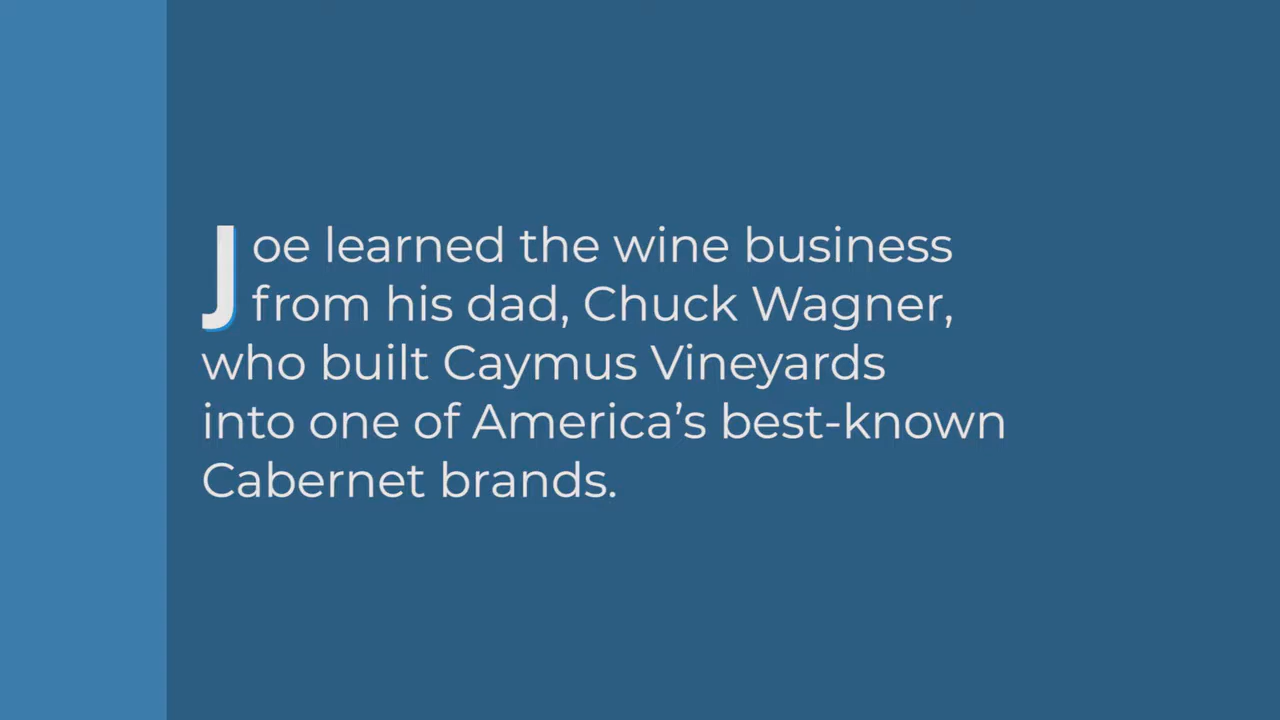 Joe learned the wine business
from his dad, Chuck Wagner,
who built Caymus Vineyards
into one of America’s best-known
Cabernet brands.